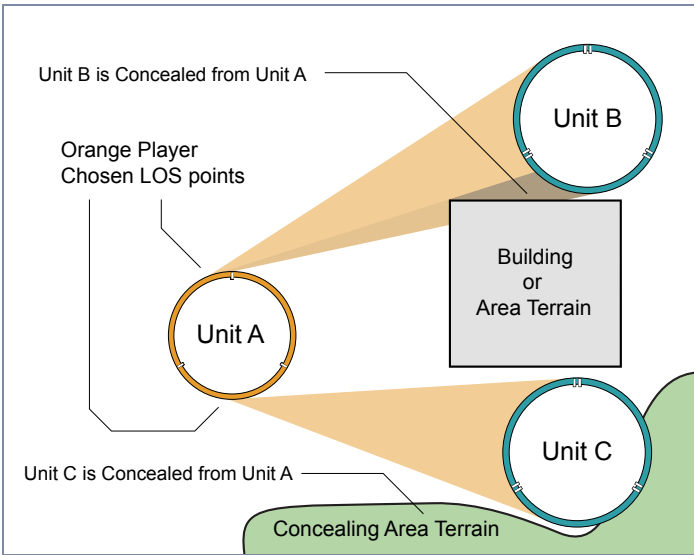 Unit B is Concealed from Unit A
Unit B
Orange Player
Chosen LOS points
Building
or
Area Terrain
Unit A
Unit C
Unit C is Concealed from Unit A
Concealing Area Terrain